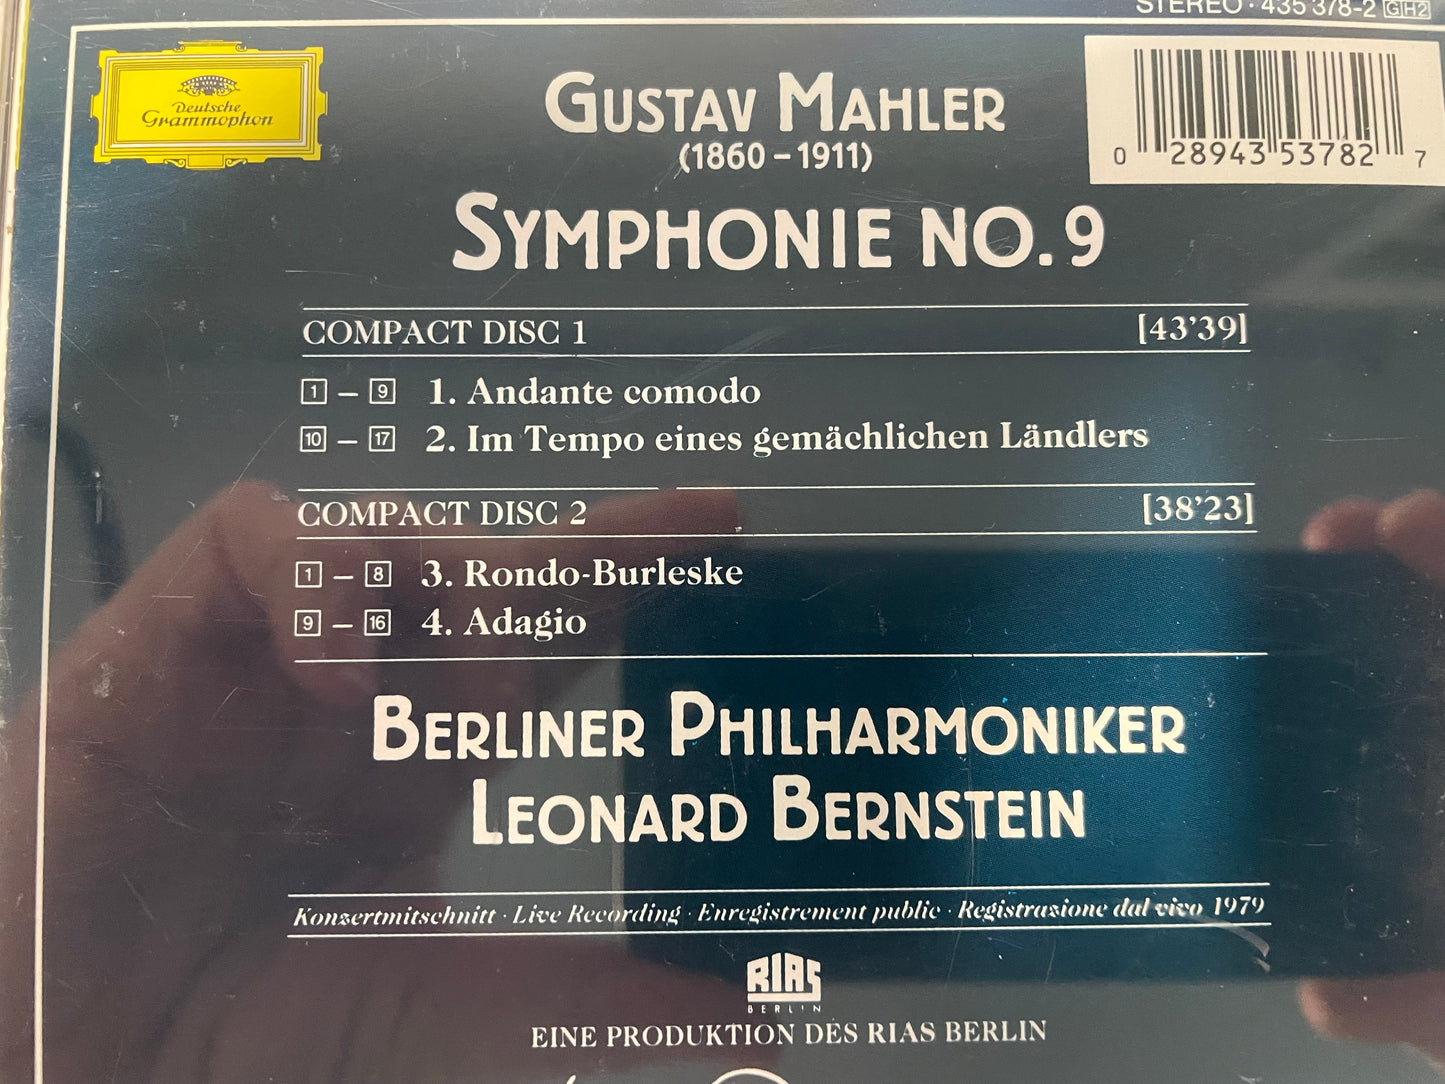 STEREO · 435 378-2 GH2
Deutsche
Grammophon
GUSTAV MAHLER
(1860 – 1911)
0 28943 53782 7
SYMPHONIE NO. 9
COMPACT DISC 1 [43'39]
1 – 9 1. Andante comodo
10 – 17 2. Im Tempo eines gemächlichen Ländlers
COMPACT DISC 2 [38'23]
1 – 8 3. Rondo-Burleske
9 – 16 4. Adagio
BERLINER PHILHARMONIKER
LEONARD BERNSTEIN
Konzertmitschnitt · Live Recording · Enregistrement public · Registrazione dal vivo 1979
RIAS
BERLIN
EINE PRODUKTION DES RIAS BERLIN